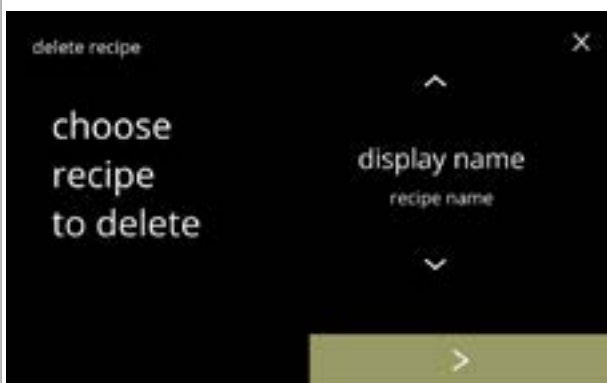 delete recipe
choose
recipe
to delete
display name
recipe name